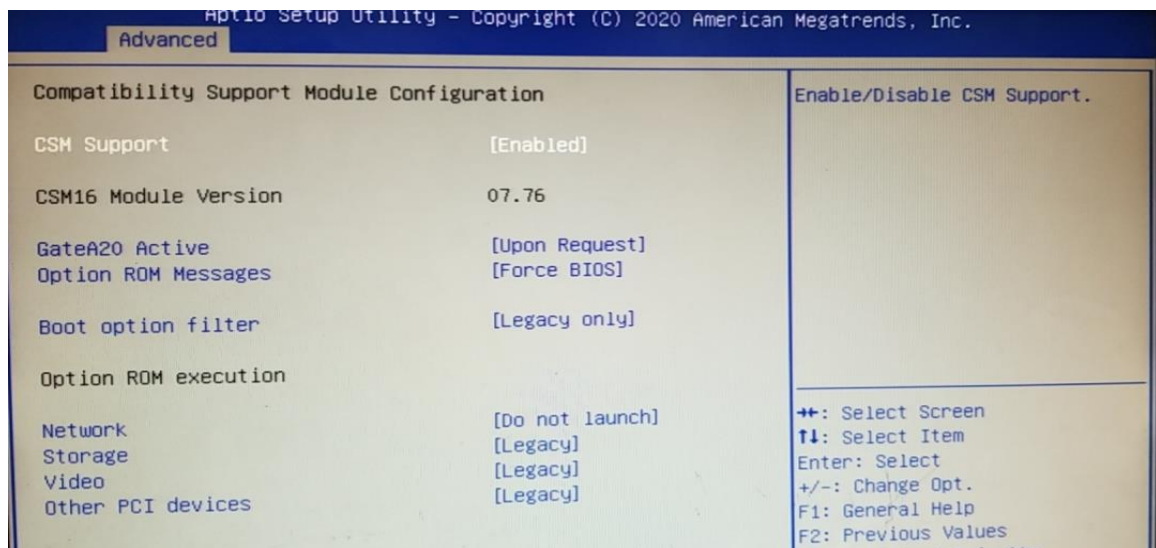 Aptio Setup Utility – Copyright (C) 2020 American Megatrends, Inc.
Advanced
Compatibility Support Module Configuration
CSM Support [Enabled]
CSM16 Module Version 07.76
GateA20 Active [Upon Request]
Option ROM Messages [Force BIOS]
Boot option filter [Legacy only]
Option ROM execution
Network [Do not launch]
Storage [Legacy]
Video [Legacy]
Other PCI devices [Legacy]
Enable/Disable CSM Support.
→←: Select Screen
↑↓: Select Item
Enter: Select
+/-: Change Opt.
F1: General Help
F2: Previous Values